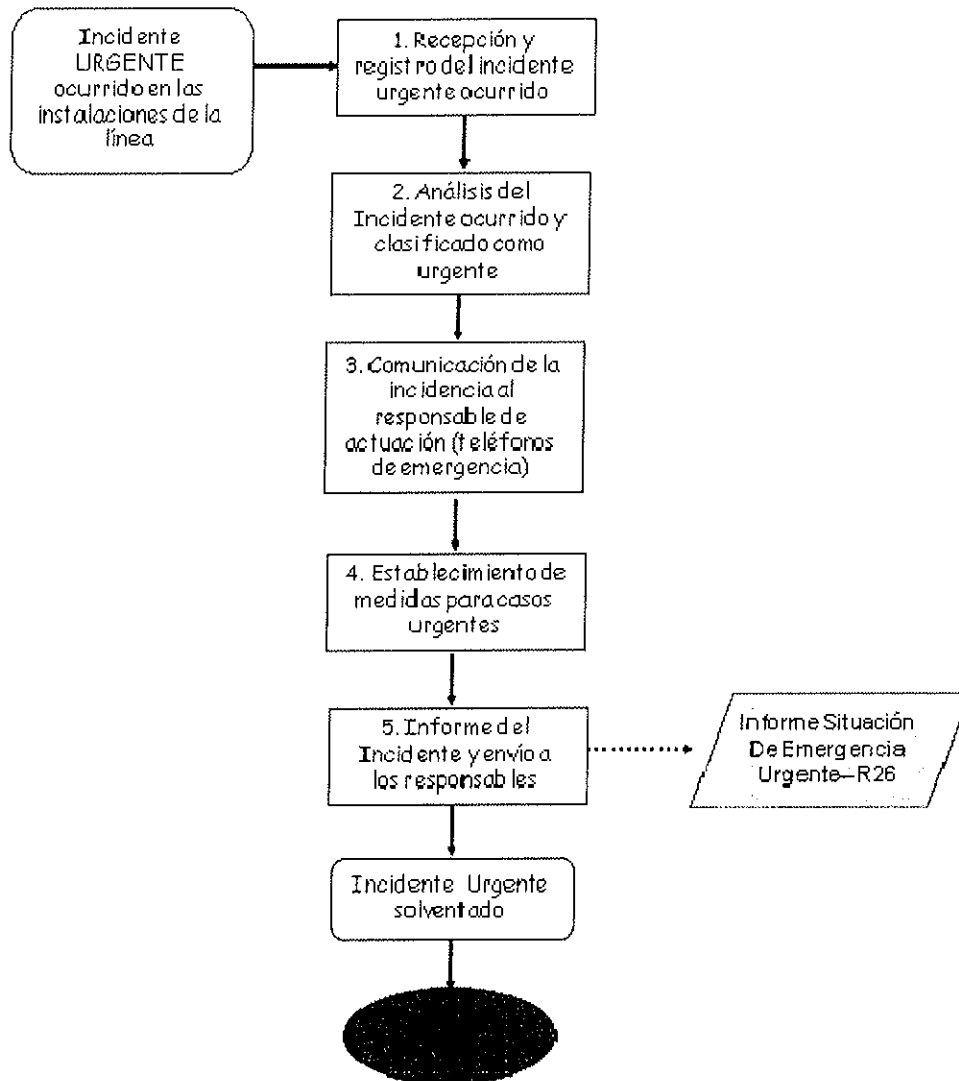 Incidente
URGENTE
ocurrido en las
instalaciones de la
línea
1. Recepción y
registro del incidente
urgente ocurrido
2. Análisis del
Incidente ocurrido y
clasificado como
urgente
3. Comunicación de la
incidencia al
responsable de
actuación (teléfonos
de emergencia)
4. Establecimiento de
medidas para casos
urgentes
5. Informe del
Incidente y envío a
los responsables
Informe Situación
De Emergencia
Urgente–R26
Incidente Urgente
solventado